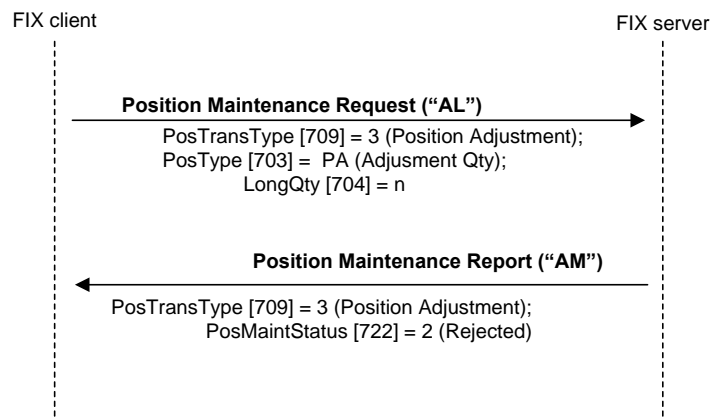 FIX client
FIX server
Position Maintenance Request (“AL”)
PosTransType [709] = 3 (Position Adjustment);
PosType [703] = PA (Adjusment Qty);
LongQty [704] = n
Position Maintenance Report (“AM”)
PosTransType [709] = 3 (Position Adjustment);
PosMaintStatus [722] = 2 (Rejected)